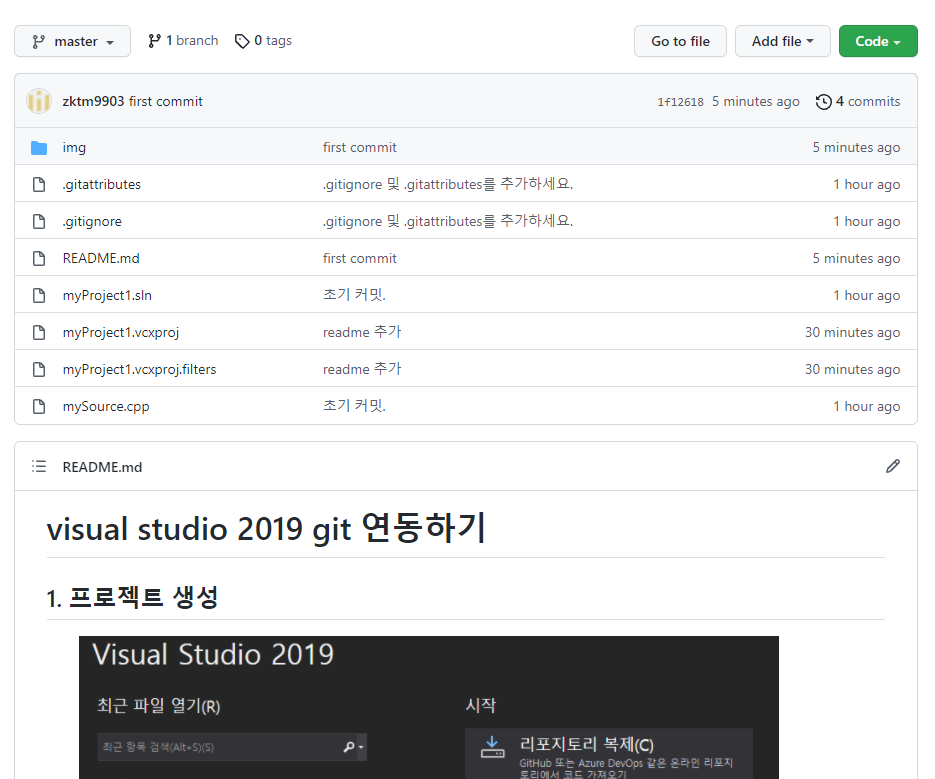 master 1 branch 0 tags Go to file Add file Code
zktm9903 first commit 1f12618 5 minutes ago 4 commits
img first commit 5 minutes ago
.gitattributes .gitignore 및 .gitattributes를 추가하세요. 1 hour ago
.gitignore .gitignore 및 .gitattributes를 추가하세요. 1 hour ago
README.md first commit 5 minutes ago
myProject1.sln 초기 커밋. 1 hour ago
myProject1.vcxproj readme 추가 30 minutes ago
myProject1.vcxproj.filters readme 추가 30 minutes ago
mySource.cpp 초기 커밋. 1 hour ago
README.md
visual studio 2019 git 연동하기
1. 프로젝트 생성
Visual Studio 2019
최근 파일 열기(R) 시작
최근 항목 검색(Alt+S)(S) 리포지토리 복제(C)
GitHub 또는 Azure DevOps 같은 온라인 리포지
토리에서 코드 가져오기